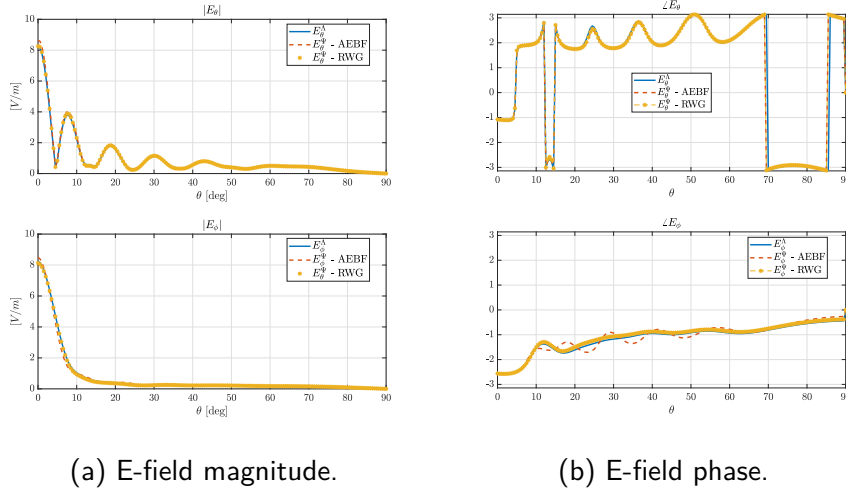 |E_θ|
10
8
6
4
2
0
[V/m]
E_θ^Λ
E_θ^Ψ - AEBF
E_θ^Ψ - RWG
0 10 20 30 40 50 60 70 80 90
θ [deg]
|E_ϕ|
10
8
6
4
2
0
[V/m]
E_ϕ^Λ
E_ϕ^Ψ - AEBF
E_θ^Ψ - RWG
0 10 20 30 40 50 60 70 80 90
θ [deg]
(a) E-field magnitude.
∠E_θ
3
2
1
0
-1
-2
-3
E_θ^Λ
E_θ^Ψ - AEBF
E_θ^Ψ - RWG
0 10 20 30 40 50 60 70 80 90
θ
∠E_ϕ
3
2
1
0
-1
-2
-3
E_ϕ^Λ
E_ϕ^Ψ - AEBF
E_ϕ^Ψ - RWG
0 10 20 30 40 50 60 70 80 90
θ
(b) E-field phase.